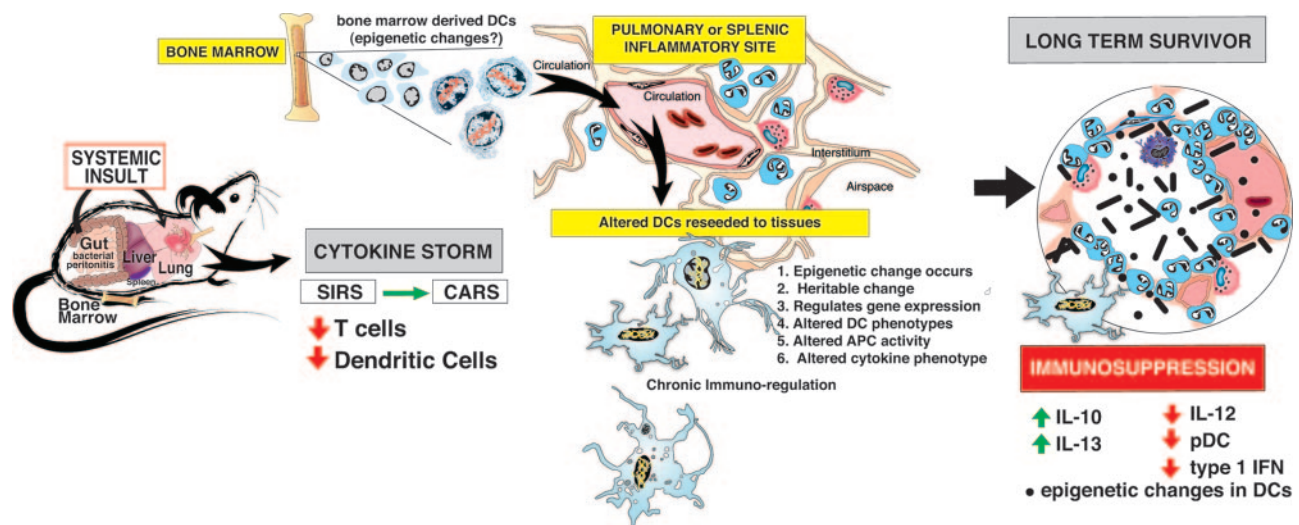 bone marrow derived DCs
(epigenetic changes?)
BONE MARROW
Circulation
PULMONARY or SPLENIC
INFLAMMATORY SITE
Circulation
Interstitium
Airspace
SYSTEMIC
INSULT
Gut
bacterial
peritonitis
Liver
Lung
Spleen
Bone
Marrow
CYTOKINE STORM
SIRS
CARS
T cells
Dendritic Cells
Altered DCs reseeded to tissues
1. Epigenetic change occurs
2. Heritable change
3. Regulates gene expression
4. Altered DC phenotypes
5. Altered APC activity
6. Altered cytokine phenotype
Chronic Immuno-regulation
LONG TERM SURVIVOR
IMMUNOSUPPRESSION
IL-10
IL-13
IL-12
pDC
type 1 IFN
• epigenetic changes in DCs